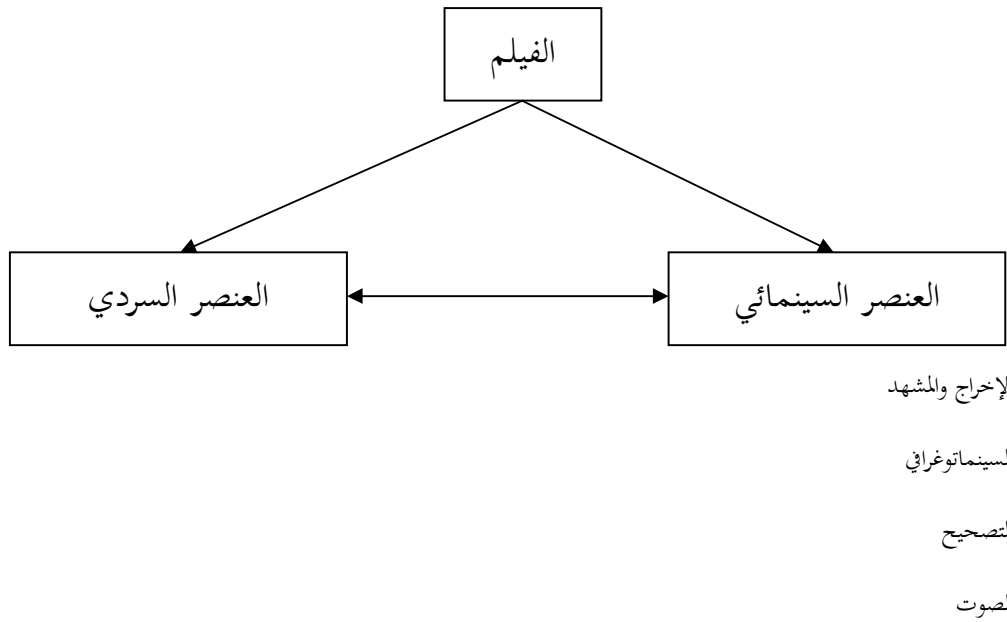 الفيلم
العنصر السينمائي
العنصر السردي
لإخراج والمشهد
لسينماتوغرافي
لتصحيح
لصوت